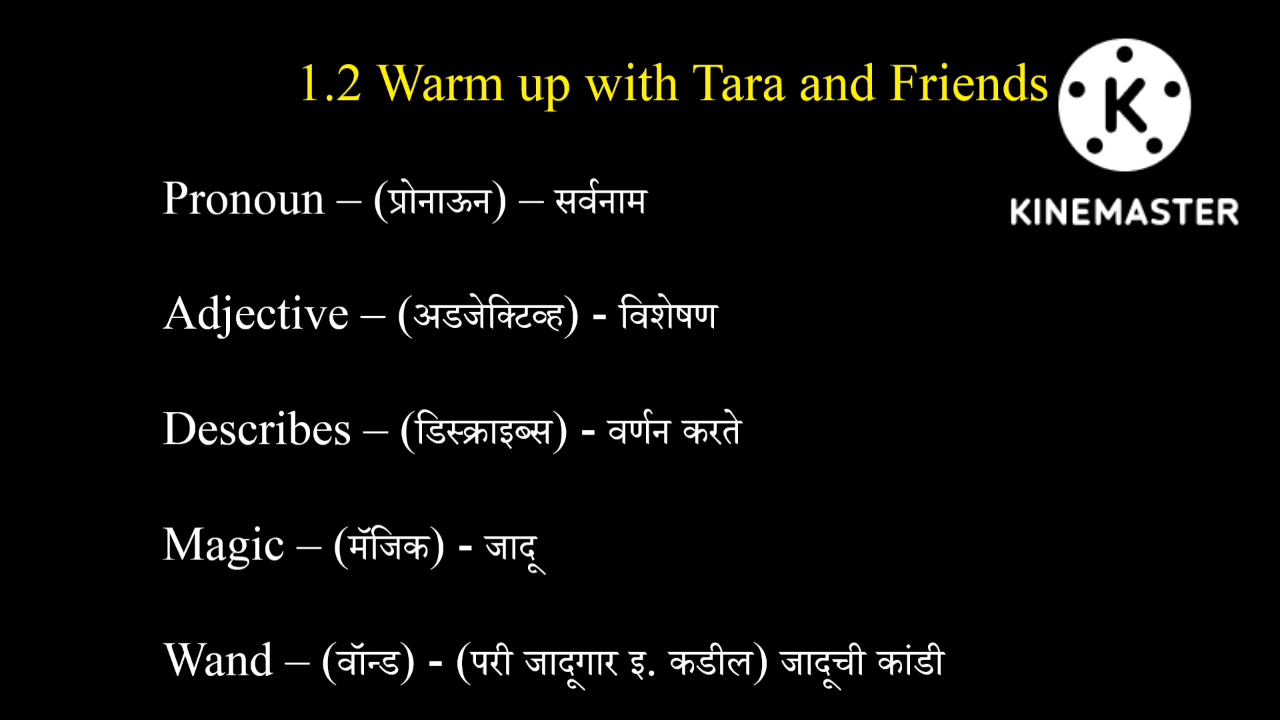 1.2 Warm up with Tara and Friends
K
KINEMASTER
Pronoun – (प्रोनाऊन) – सर्वनाम
Adjective – (अडजेक्टिव्ह) - विशेषण
Describes – (डिस्क्राइब्स) - वर्णन करते
Magic – (मॅजिक) - जादू
Wand – (वॉन्ड) - (परी जादूगार इ. कडील) जादूची कांडी